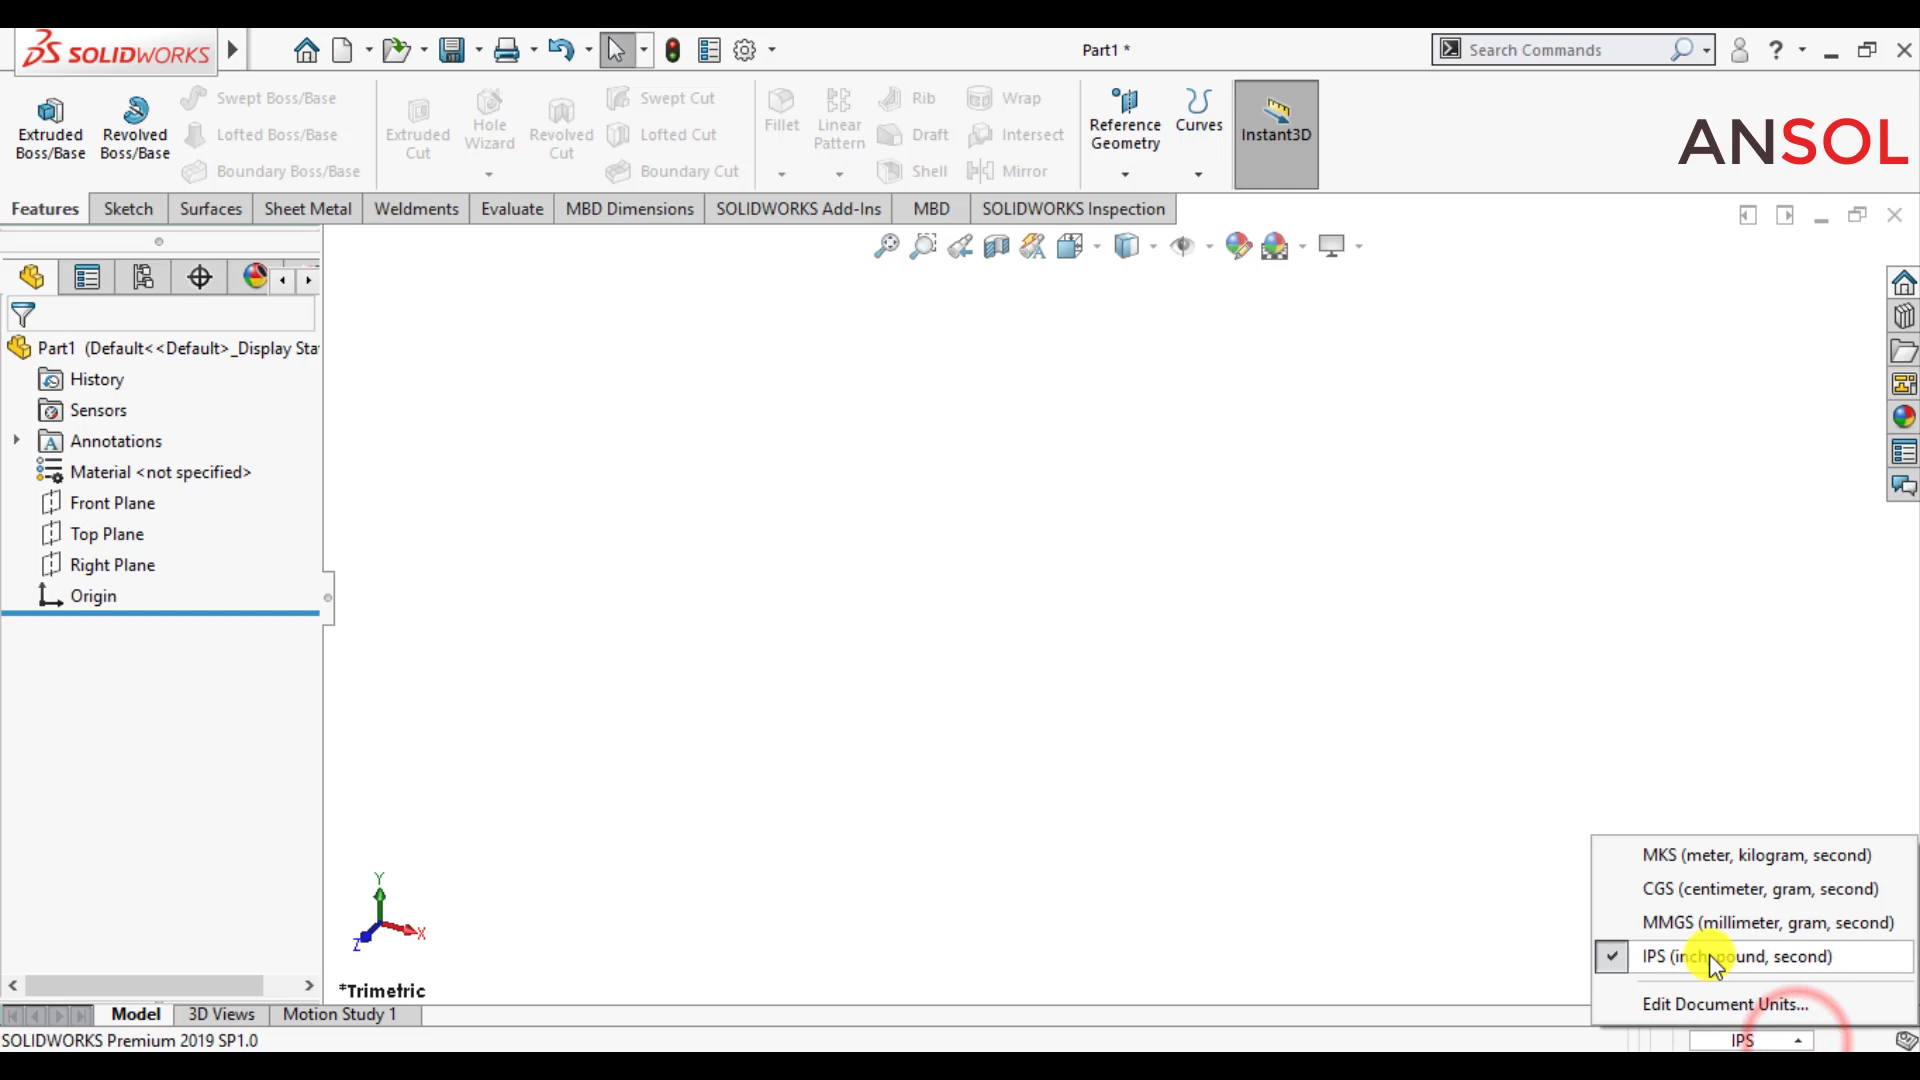 SOLIDWORKS
Part1 *
Search Commands
Extruded Boss/Base
Revolved Boss/Base
Swept Boss/Base
Lofted Boss/Base
Boundary Boss/Base
Extruded Cut
Hole Wizard
Revolved Cut
Swept Cut
Lofted Cut
Boundary Cut
Fillet
Linear Pattern
Rib
Draft
Shell
Wrap
Intersect
Mirror
Reference Geometry
Curves
Instant3D
ANSOL
Features
Sketch
Surfaces
Sheet Metal
Weldments
Evaluate
MBD Dimensions
SOLIDWORKS Add-Ins
MBD
SOLIDWORKS Inspection
Part1 (Default<<Default>_Display Sta
History
Sensors
Annotations
Material <not specified>
Front Plane
Top Plane
Right Plane
Origin
Y
X
Z
*Trimetric
MKS (meter, kilogram, second)
CGS (centimeter, gram, second)
MMGS (millimeter, gram, second)
IPS (inch, pound, second)
Edit Document Units...
Model
3D Views
Motion Study 1
SOLIDWORKS Premium 2019 SP1.0
IPS